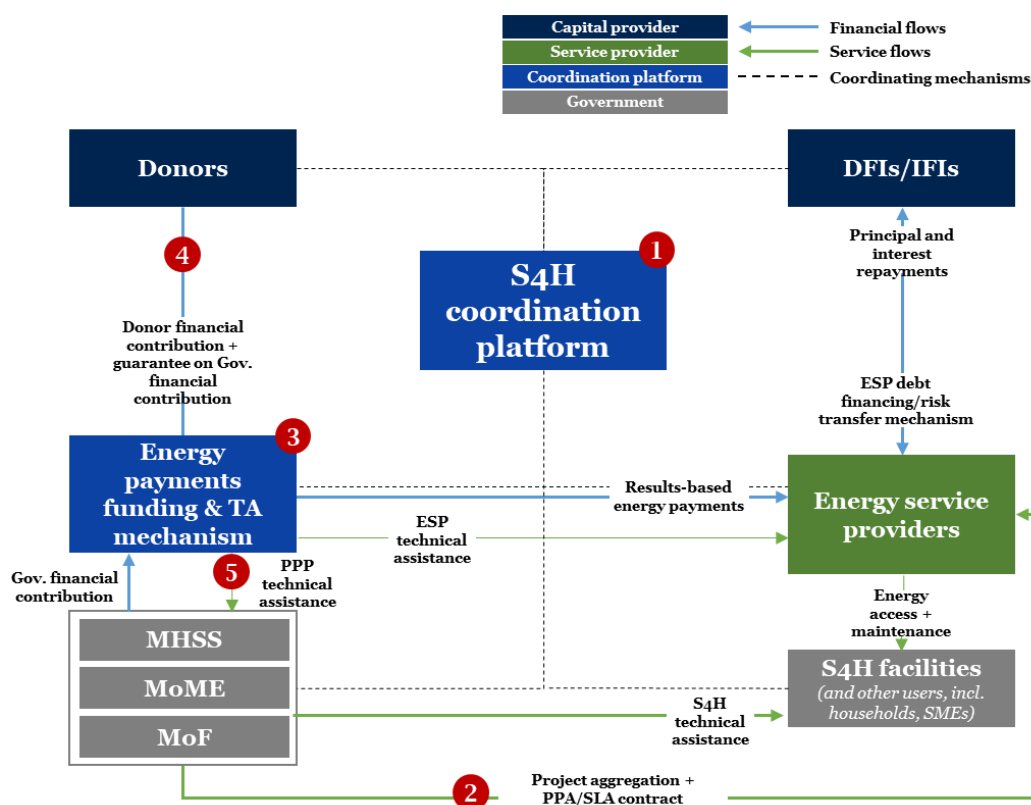 Capital provider
Financial flows
Service provider
Service flows
Coordination platform
Coordinating mechanisms
Government
Donors
DFIs/IFIs
4
1
Principal and
interest
repayments
S4H
coordination
platform
Donor financial
contribution +
guarantee on Gov.
financial
contribution
ESP debt
financing/risk
transfer mechanism
3
Energy
payments
funding & TA
mechanism
Results-based
energy payments
Energy service
providers
ESP
technical
assistance
Gov. financial
contribution
5
PPP
technical
assistance
Energy
access +
maintenance
MHSS
MoME
MoF
S4H facilities
(and other users, incl.
households, SMEs)
S4H
technical
assistance
2
Project aggregation +
PPA/SLA contract